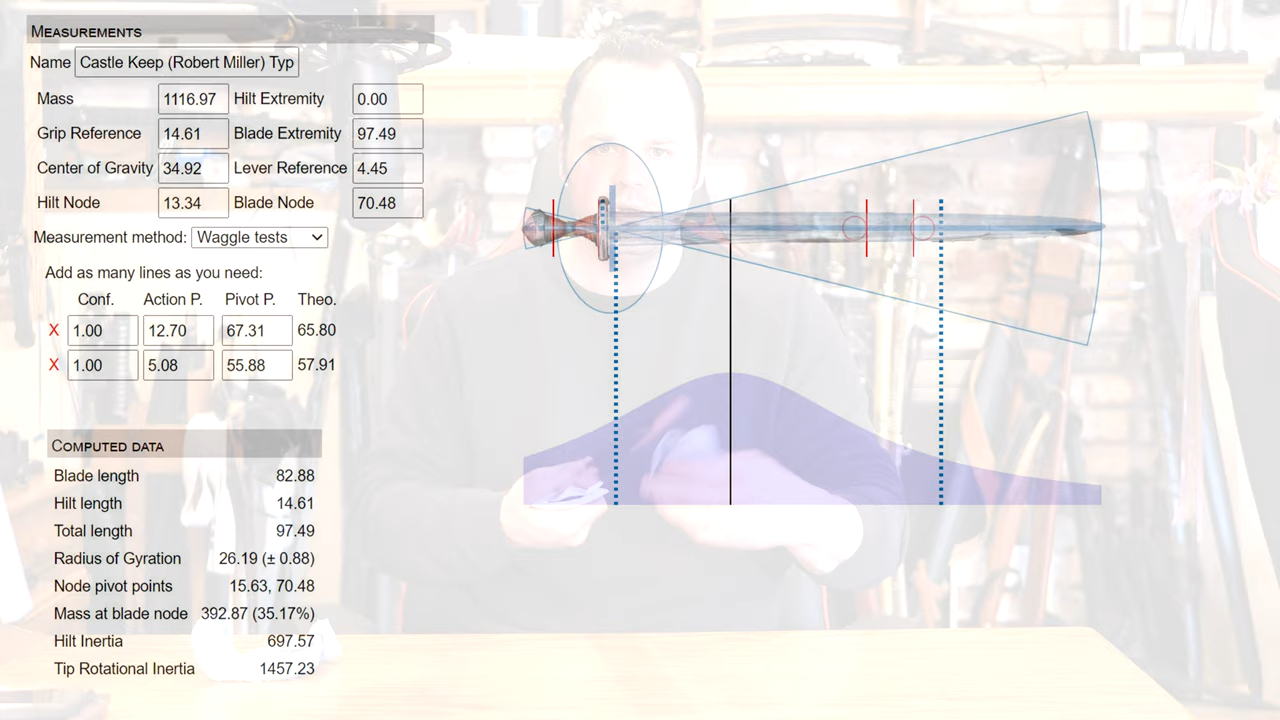 MEASUREMENTS
Name Castle Keep (Robert Miller) Typ
Mass 1116.97 Hilt Extremity 0.00
Grip Reference 14.61 Blade Extremity 97.49
Center of Gravity 34.92 Lever Reference 4.45
Hilt Node 13.34 Blade Node 70.48
Measurement method: Waggle tests
Add as many lines as you need:
Conf. Action P. Pivot P. Theo.
X 1.00 12.70 67.31 65.80
X 1.00 5.08 55.88 57.91
COMPUTED DATA
Blade length 82.88
Hilt length 14.61
Total length 97.49
Radius of Gyration 26.19 (± 0.88)
Node pivot points 15.63, 70.48
Mass at blade node 392.87 (35.17%)
Hilt Inertia 697.57
Tip Rotational Inertia 1457.23